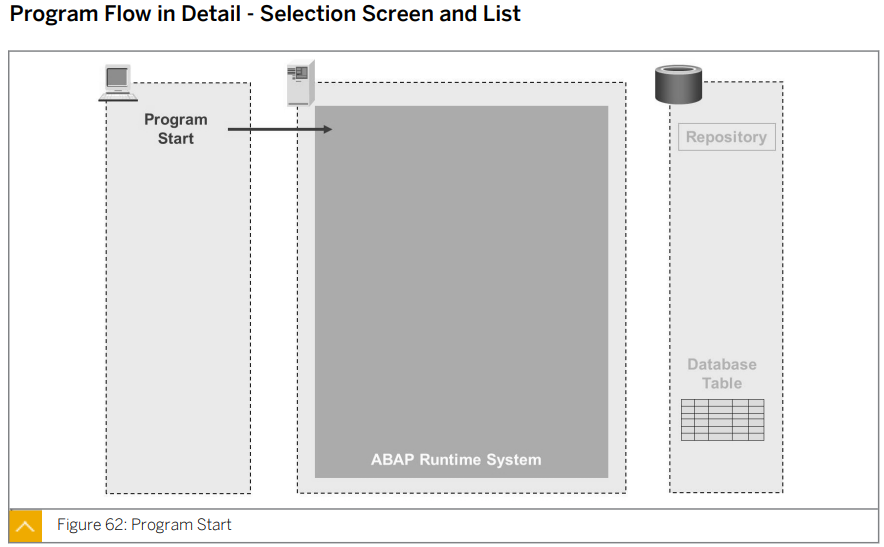 Program Flow in Detail - Selection Screen and List
Program
Start
Repository
Database
Table
ABAP Runtime System
Figure 62: Program Start